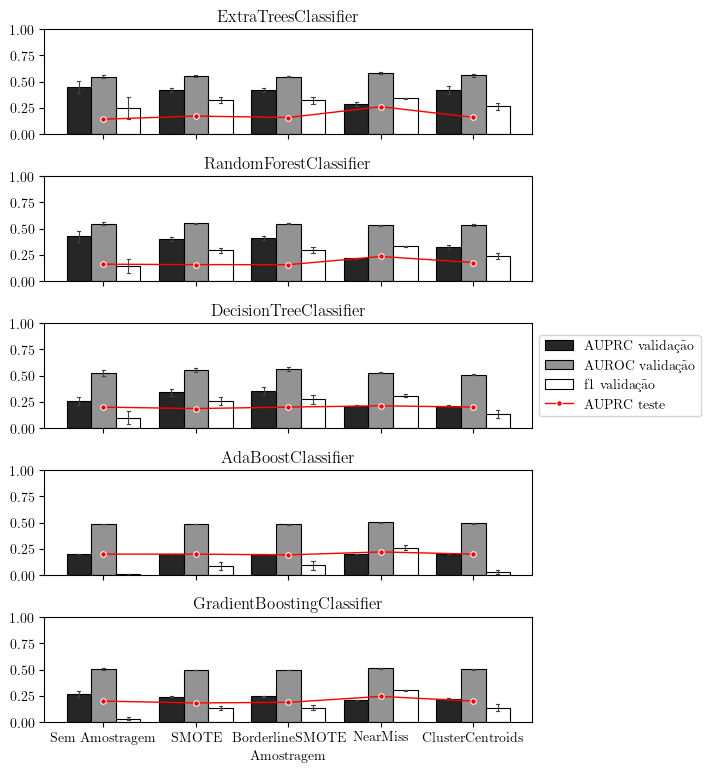 ExtraTreesClassifier
1.00
0.75
0.50
0.25
0.00
RandomForestClassifier
1.00
0.75
0.50
0.25
0.00
DecisionTreeClassifier
1.00
0.75
0.50
0.25
0.00
AUPRC validação
AUROC validação
f1 validação
AUPRC teste
AdaBoostClassifier
1.00
0.75
0.50
0.25
0.00
GradientBoostingClassifier
1.00
0.75
0.50
0.25
0.00
Sem Amostragem SMOTE BorderlineSMOTE NearMiss ClusterCentroids
Amostragem